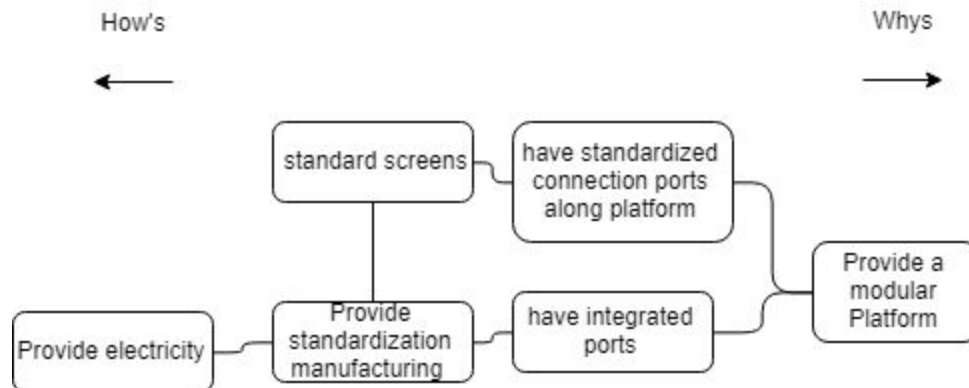 How's
Whys
standard screens
have standardized
connection ports
along platform
Provide a
modular
Platform
Provide electricity
Provide
standardization
manufacturing
have integrated
ports